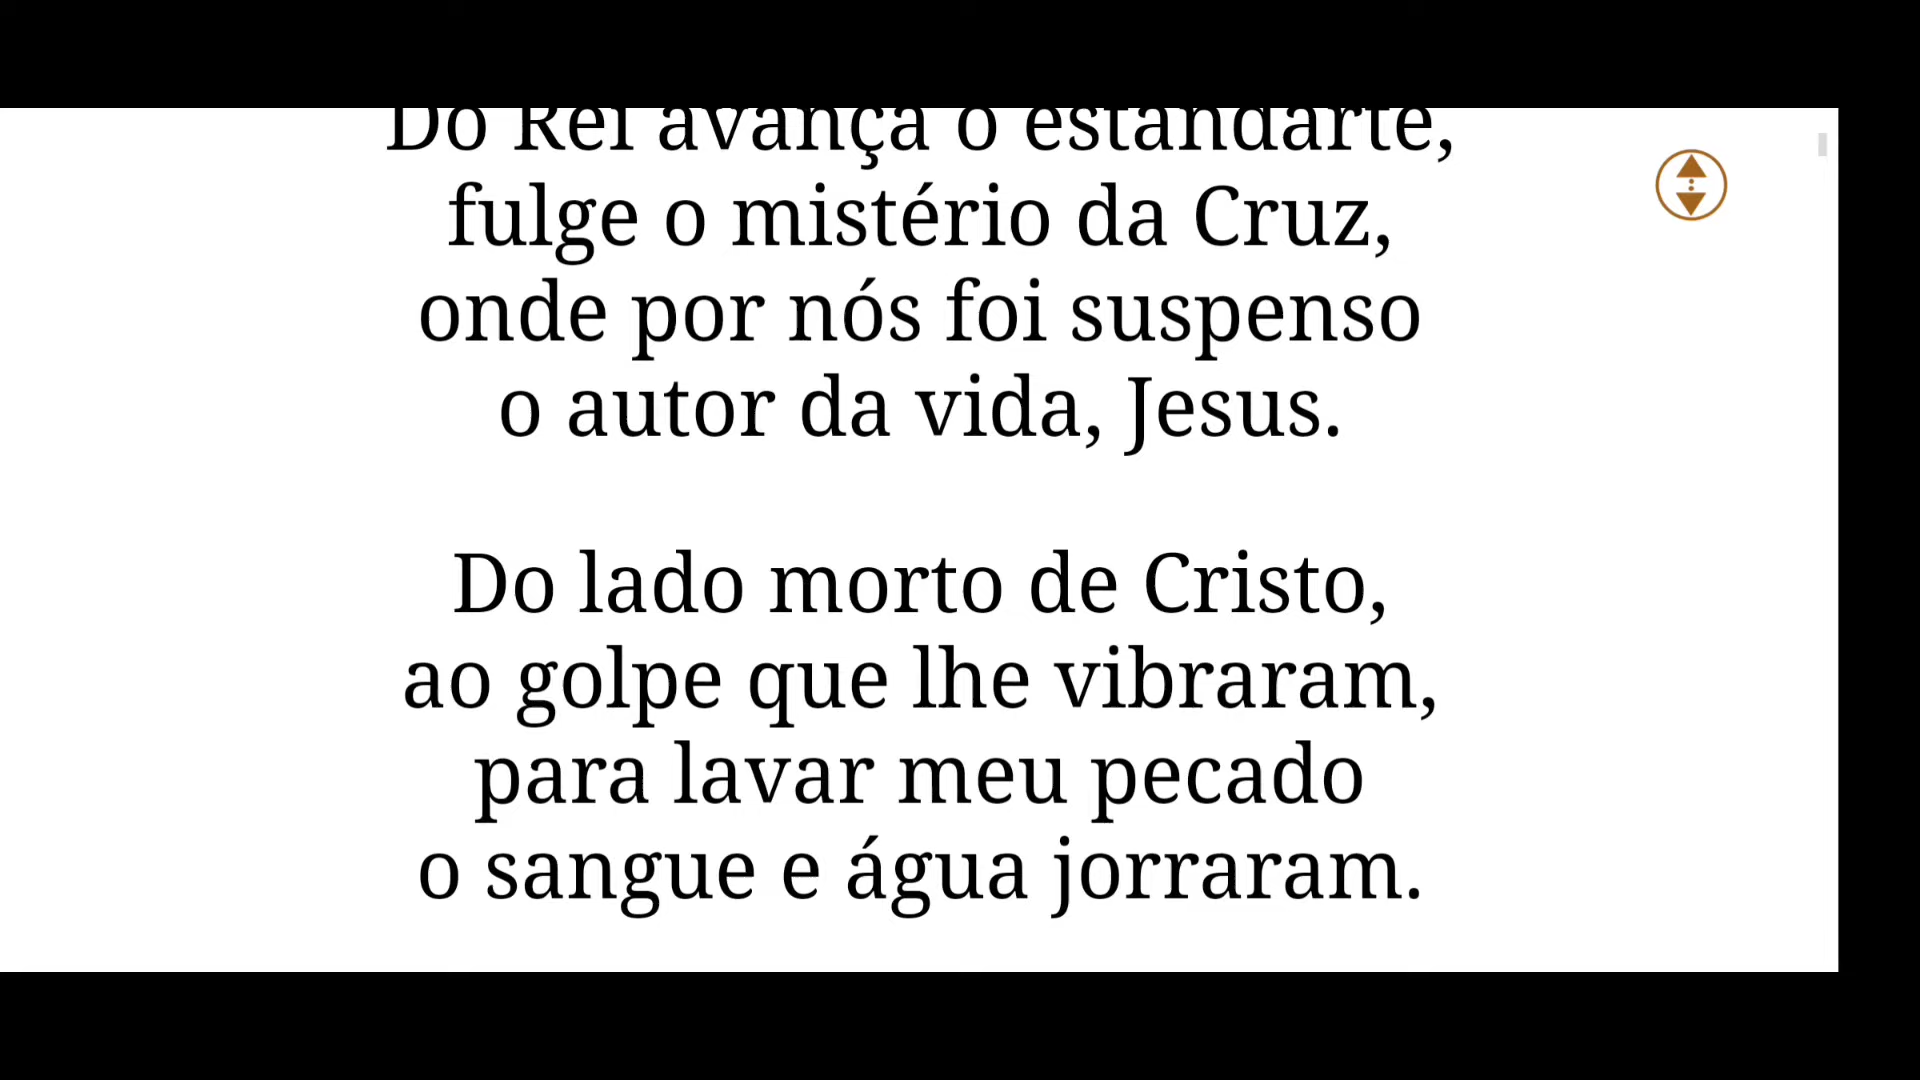 Do Rei avança o estandarte,
fulge o mistério da Cruz,
onde por nós foi suspenso
o autor da vida, Jesus.
Do lado morto de Cristo,
ao golpe que lhe vibraram,
para lavar meu pecado
o sangue e água jorraram.